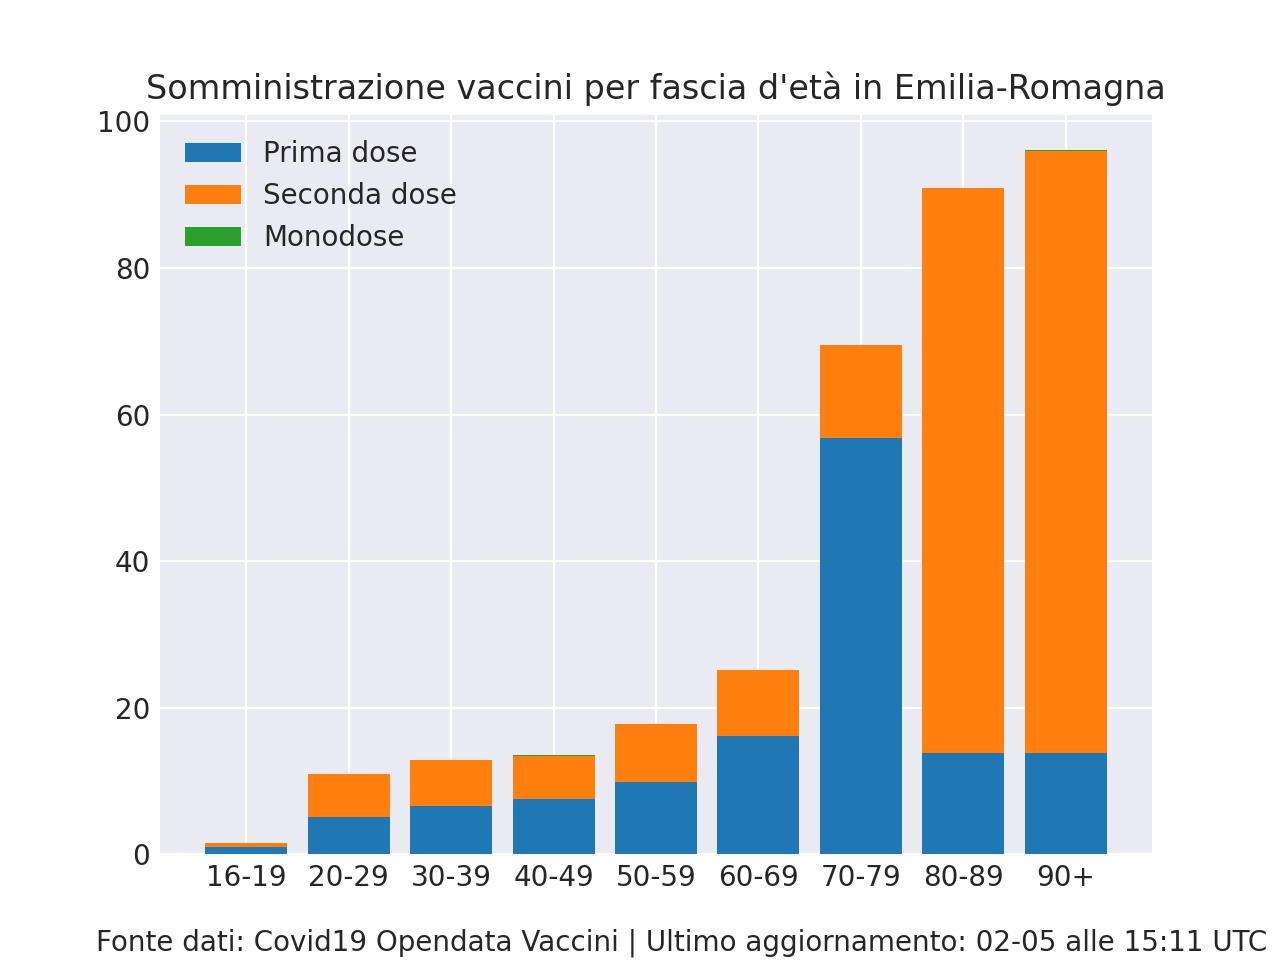 Somministrazione vaccini per fascia d'età in Emilia-Romagna
100
80
60
40
20
0
Prima dose
Seconda dose
Monodose
16-19 20-29 30-39 40-49 50-59 60-69 70-79 80-89 90+
Fonte dati: Covid19 Opendata Vaccini | Ultimo aggiornamento: 02-05 alle 15:11 UTC